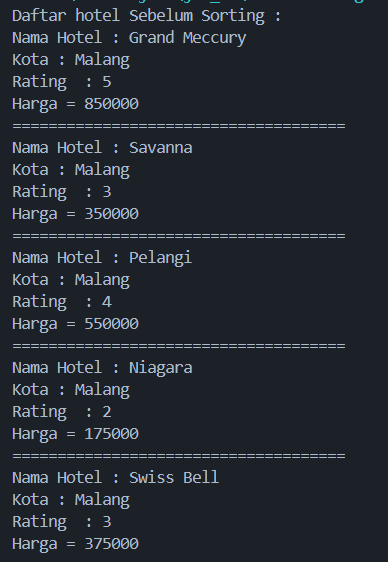 Daftar hotel Sebelum Sorting :
Nama Hotel : Grand Meccury
Kota : Malang
Rating  : 5
Harga = 850000
=====================================
Nama Hotel : Savanna
Kota : Malang
Rating  : 3
Harga = 350000
=====================================
Nama Hotel : Pelangi
Kota : Malang
Rating  : 4
Harga = 550000
=====================================
Nama Hotel : Niagara
Kota : Malang
Rating  : 2
Harga = 175000
=====================================
Nama Hotel : Swiss Bell
Kota : Malang
Rating  : 3
Harga = 375000